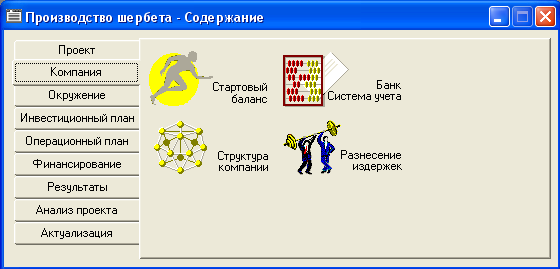 Производство шербета - Содержание
Проект
Компания
Окружение
Инвестиционный план
Операционный план
Финансирование
Результаты
Анализ проекта
Актуализация
Стартовый
баланс
Банк
Система учета
Структура
компании
Разнесение
издержек